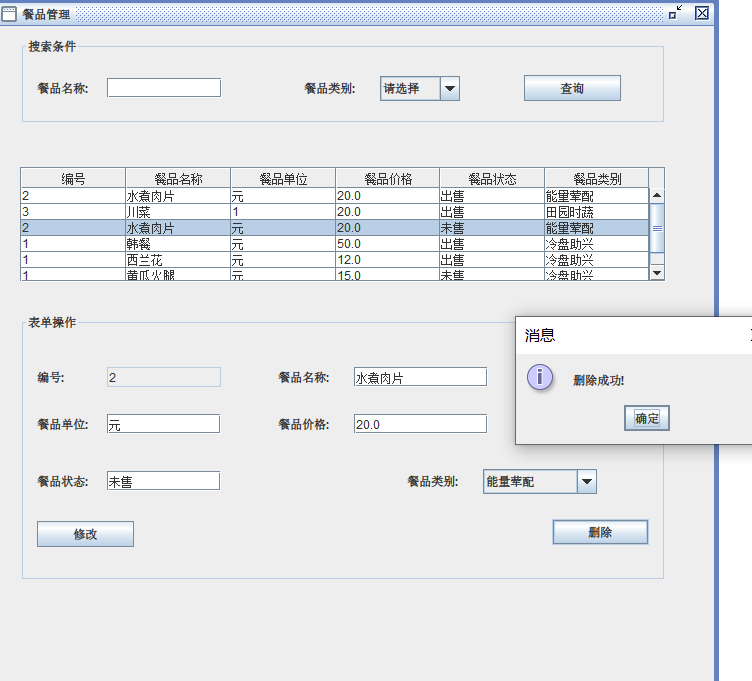 餐品管理
搜索条件
餐品名称: 餐品类别: 请选择 查询
编号 餐品名称 餐品单位 餐品价格 餐品状态 餐品类别
2 水煮肉片 元 20.0 出售 能量荤配
3 川菜 1 20.0 出售 田园时蔬
2 水煮肉片 元 20.0 未售 能量荤配
1 韩餐 元 50.0 出售 冷盘助兴
1 西兰花 元 12.0 出售 冷盘助兴
1 黄瓜火腿 元 15.0 未售 冷盘助兴
表单操作
消息
编号: 2 餐品名称: 水煮肉片
删除成功!
确定
餐品单位: 元 餐品价格: 20.0
餐品状态: 未售 餐品类别: 能量荤配
修改 删除